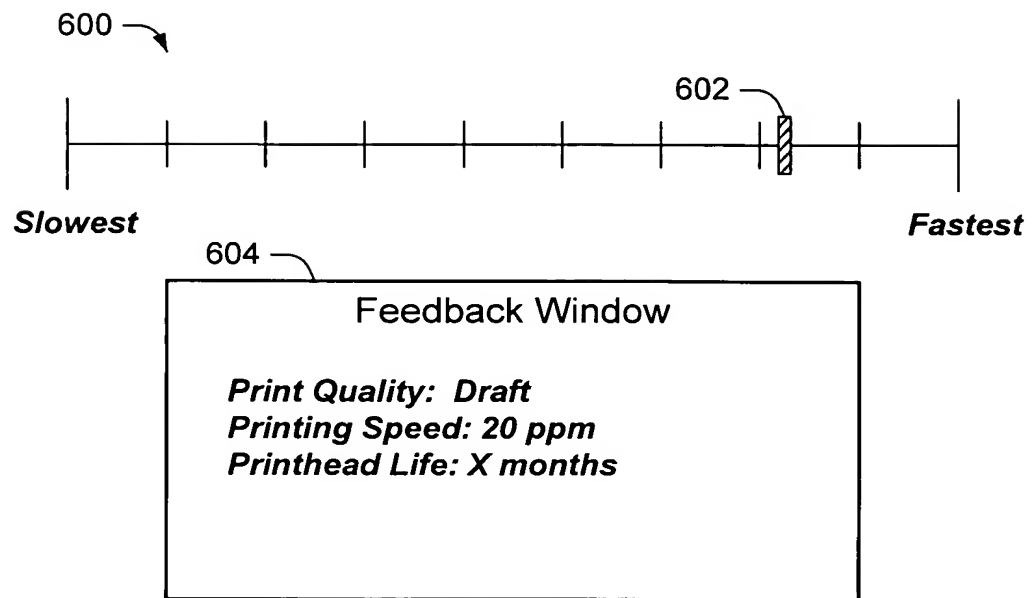 600
602
Slowest
Fastest
604
Feedback Window
Print Quality: Draft
Printing Speed: 20 ppm
Printhead Life: X months